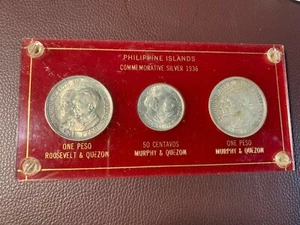 PHILIPPINE ISLANDS
COMMEMORATIVE SILVER 1936
ONE PESO
ROOSEVELT & QUEZON
50 CENTAVOS
MURPHY & QUEZON
ONE PESO
MURPHY & QUEZON